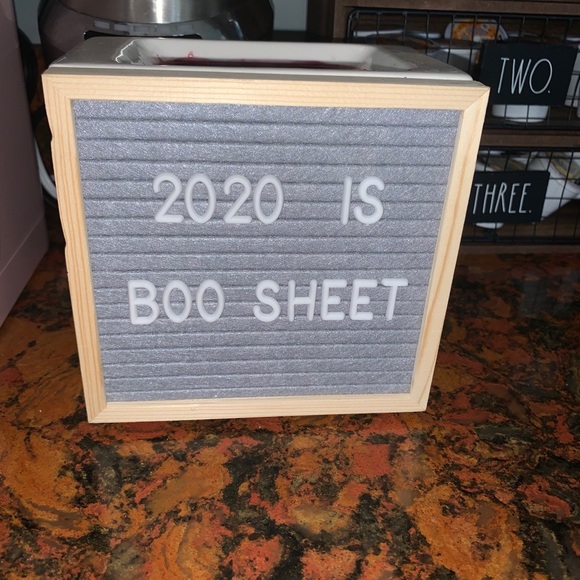 2020 IS
BOO SHEET
TWO.
THREE.